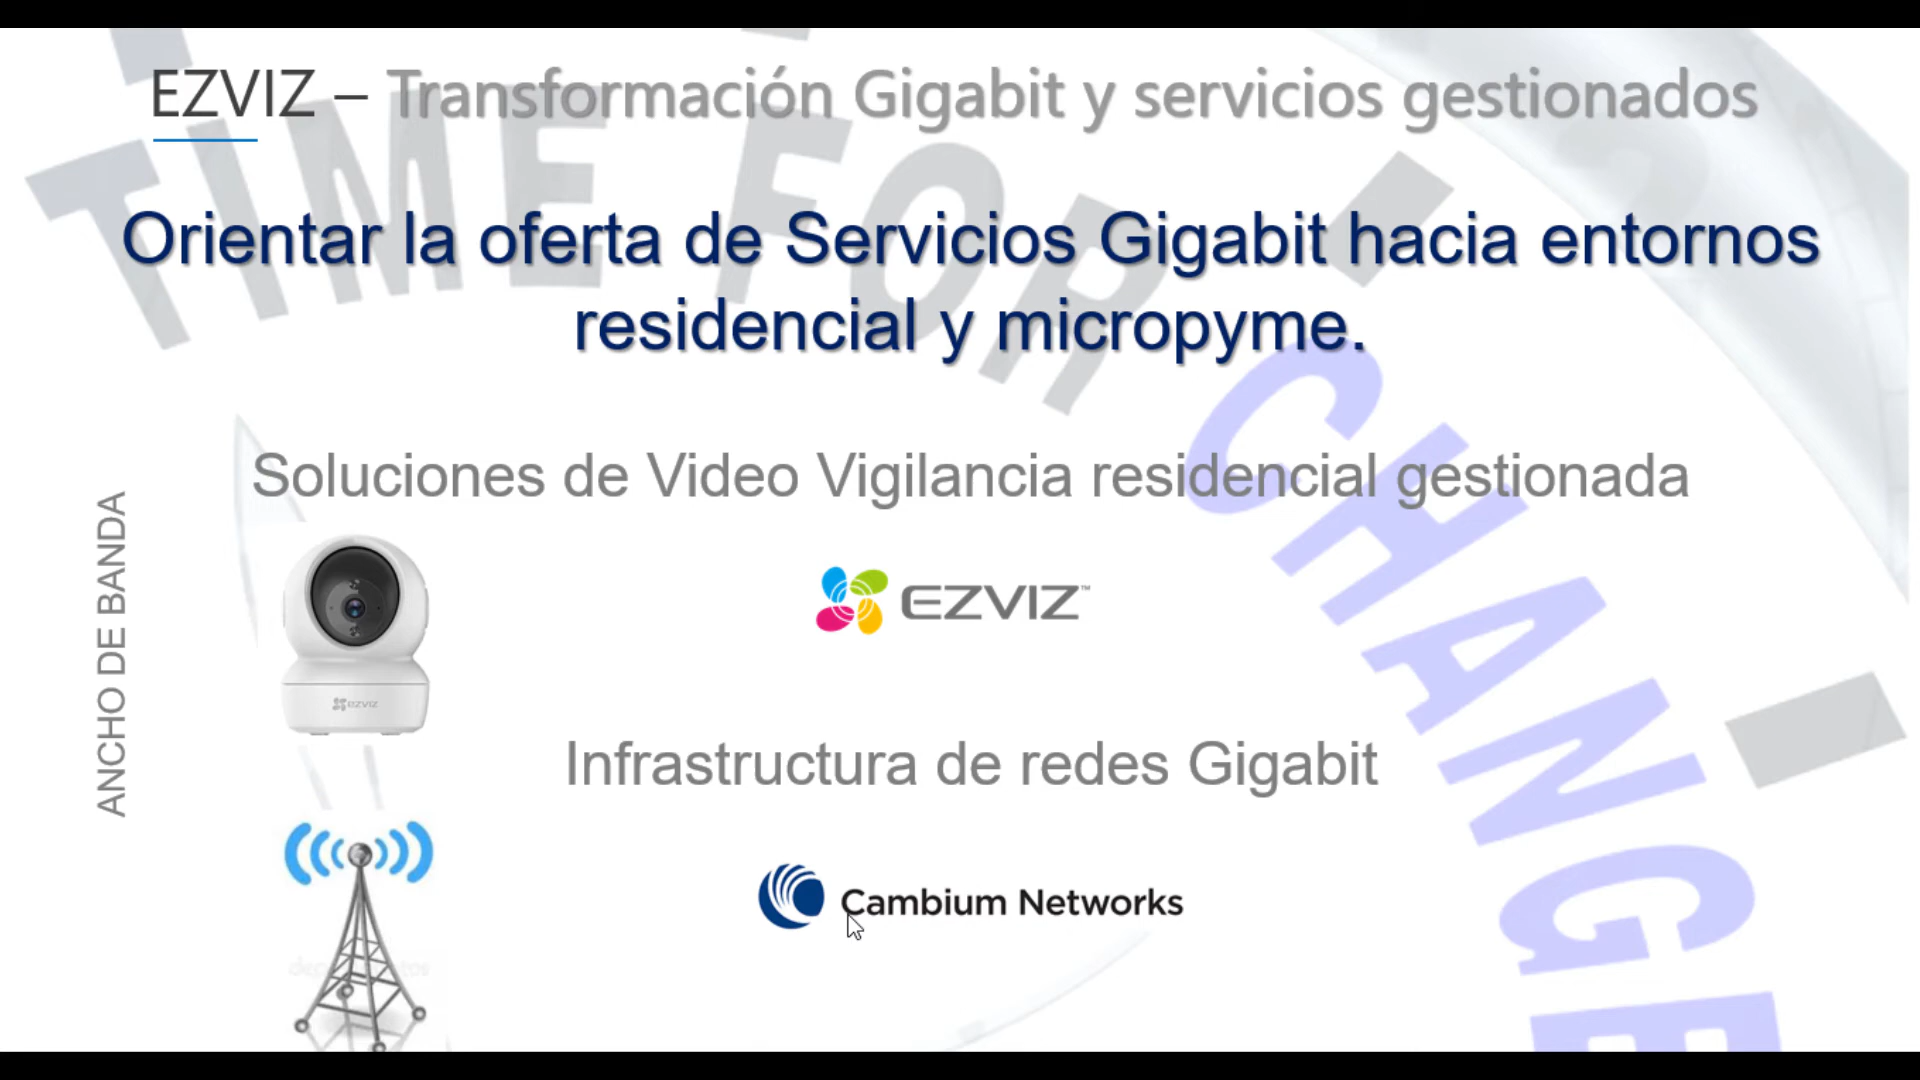 EZVIZ – Transformación Gigabit y servicios gestionados
TIME FOR CHANGE
Orientar la oferta de Servicios Gigabit hacia entornos
residencial y micropyme.
Soluciones de Video Vigilancia residencial gestionada
EZVIZ™
ezviz
ANCHO DE BANDA
Infrastructura de redes Gigabit
Cambium Networks